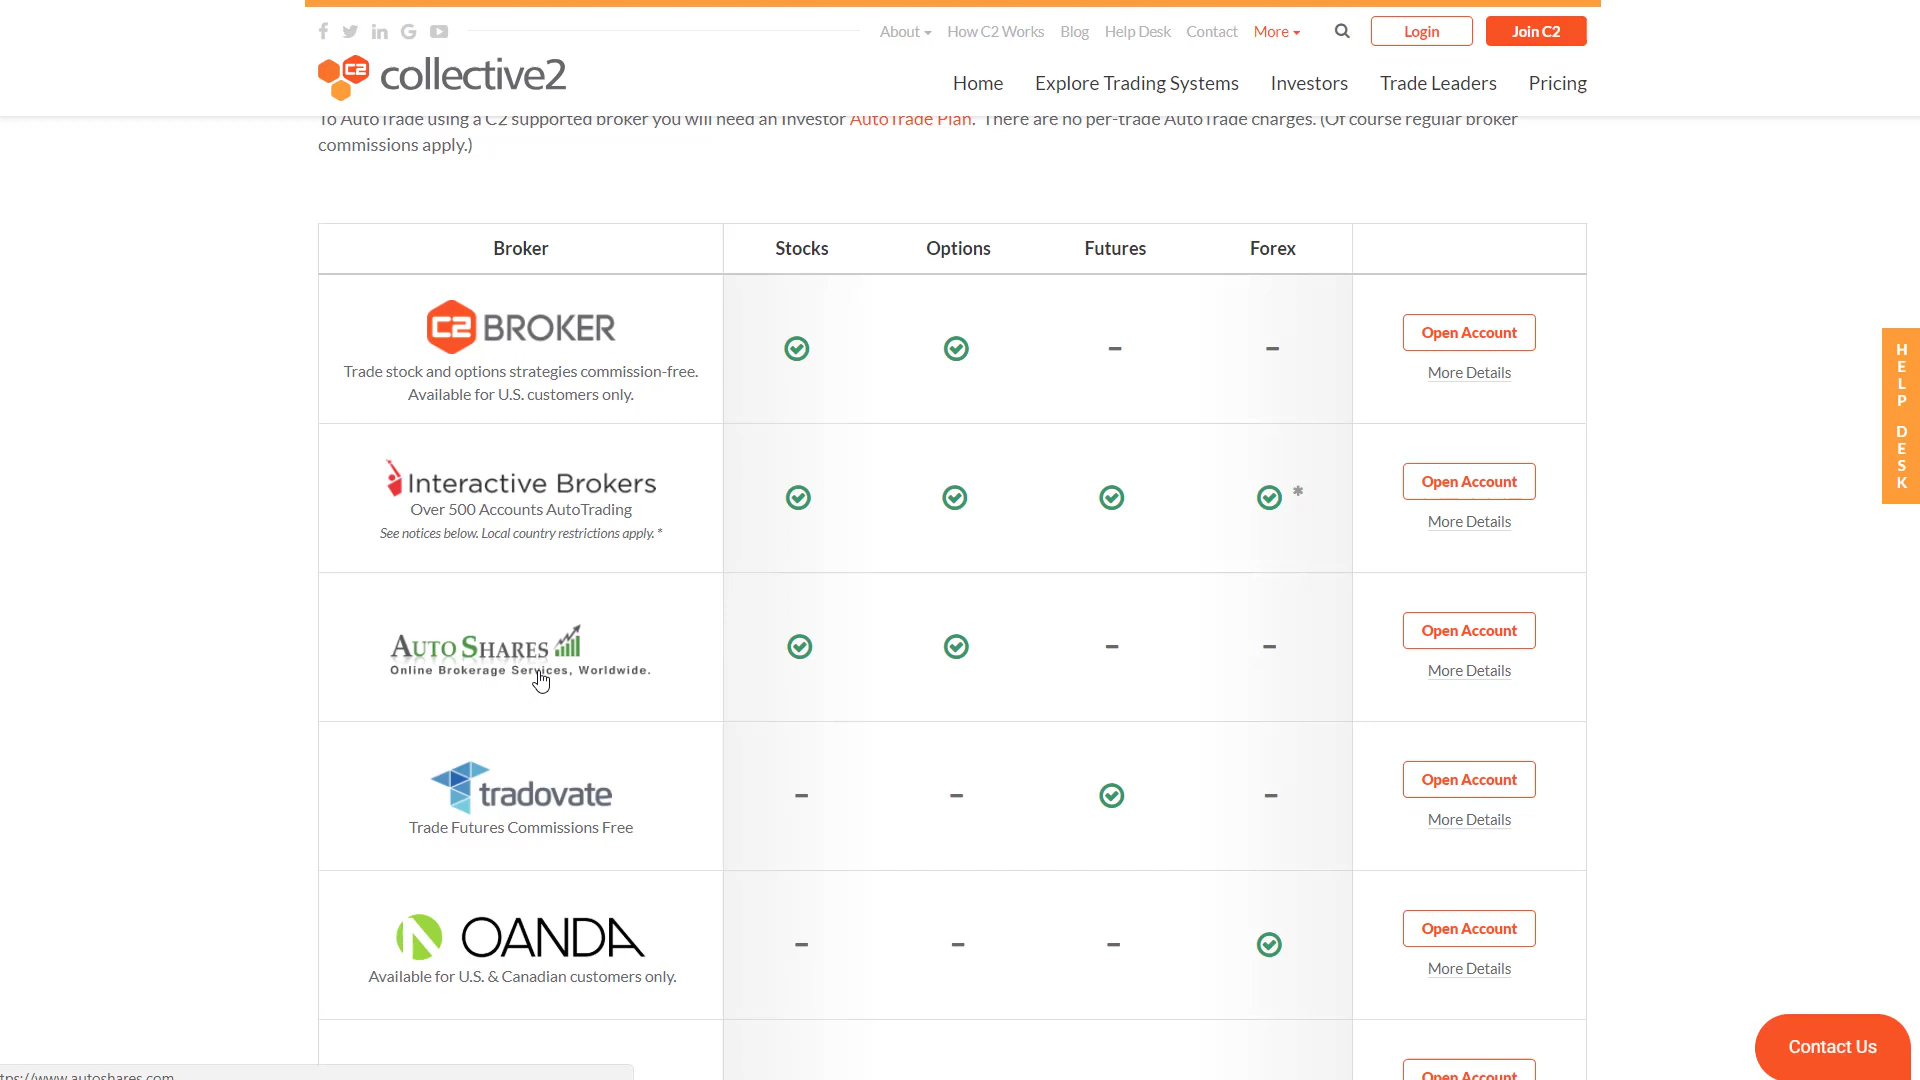 About
How C2 Works
Blog
Help Desk
Contact
More
Login
Join C2
C2 collective2
Home
Explore Trading Systems
Investors
Trade Leaders
Pricing
To AutoTrade using a C2 supported broker you will need an Investor AutoTrade Plan. There are no per-trade AutoTrade charges. (Of course regular broker
commissions apply.)
Broker
Stocks
Options
Futures
Forex
C2 BROKER
Trade stock and options strategies commission-free.
Available for U.S. customers only.
Open Account
More Details
Interactive Brokers
Over 500 Accounts AutoTrading
See notices below. Local country restrictions apply. *
*
Open Account
More Details
AUTO SHARES
Online Brokerage Services, Worldwide.
Open Account
More Details
tradovate
Trade Futures Commissions Free
Open Account
More Details
OANDA
Available for U.S. & Canadian customers only.
Open Account
More Details
Open Account
HELP DESK
Contact Us
tps://www.autoshares.com